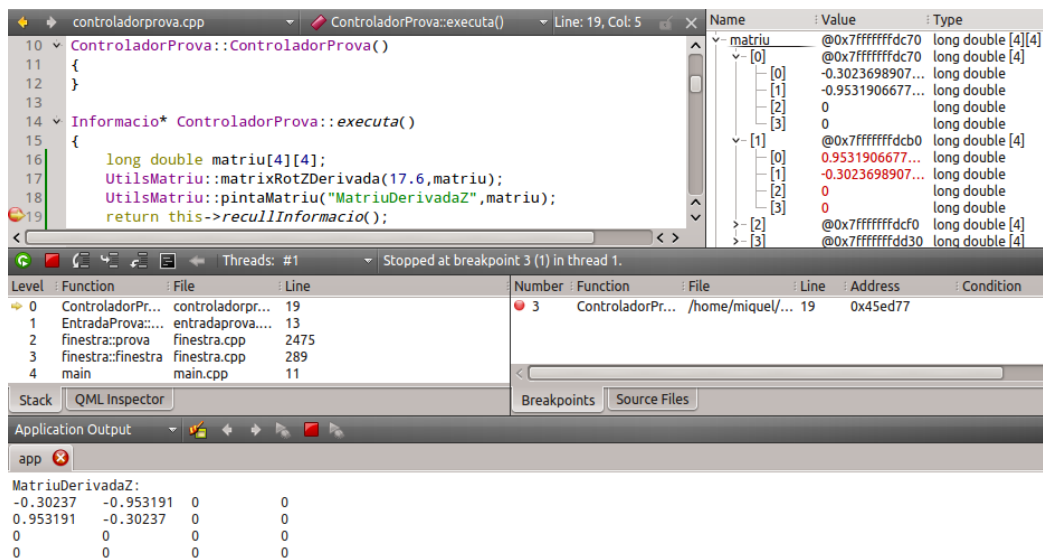 controladorprova.cpp ControladorProva::executa() Line: 19, Col: 5
10 ControladorProva::ControladorProva()
11 {
12 }
13
14 Informacio* ControladorProva::executa()
15 {
16 long double matriu[4][4];
17 UtilsMatriu::matrixRotZDerivada(17.6,matriu);
18 UtilsMatriu::pintaMatriu("MatriuDerivadaZ",matriu);
19 return this->recullInformacio();
Name Value Type
matriu @0x7fffffffdc70 long double [4][4]
[0] @0x7fffffffdc70 long double [4]
[0] -0.3023698907... long double
[1] -0.9531906677... long double
[2] 0 long double
[3] 0 long double
[1] @0x7fffffffdcb0 long double [4]
[0] 0.9531906677... long double
[1] -0.3023698907... long double
[2] 0 long double
[3] 0 long double
[2] @0x7fffffffdcf0 long double [4]
[3] @0x7fffffffdd30 long double [4]
Threads: #1 Stopped at breakpoint 3 (1) in thread 1.
Level Function File Line
0 ControladorPr... controladorpr... 19
1 EntradaProva::... entradaprova.... 13
2 finestra::prova finestra.cpp 2475
3 finestra::finestra finestra.cpp 289
4 main main.cpp 11
Number Function File Line Address Condition
3 ControladorPr... /home/miquel/... 19 0x45ed77
Stack QML Inspector
Breakpoints Source Files
Application Output
app
MatriuDerivadaZ:
-0.30237 -0.953191 0 0
0.953191 -0.30237 0 0
0 0 0 0
0 0 0 0